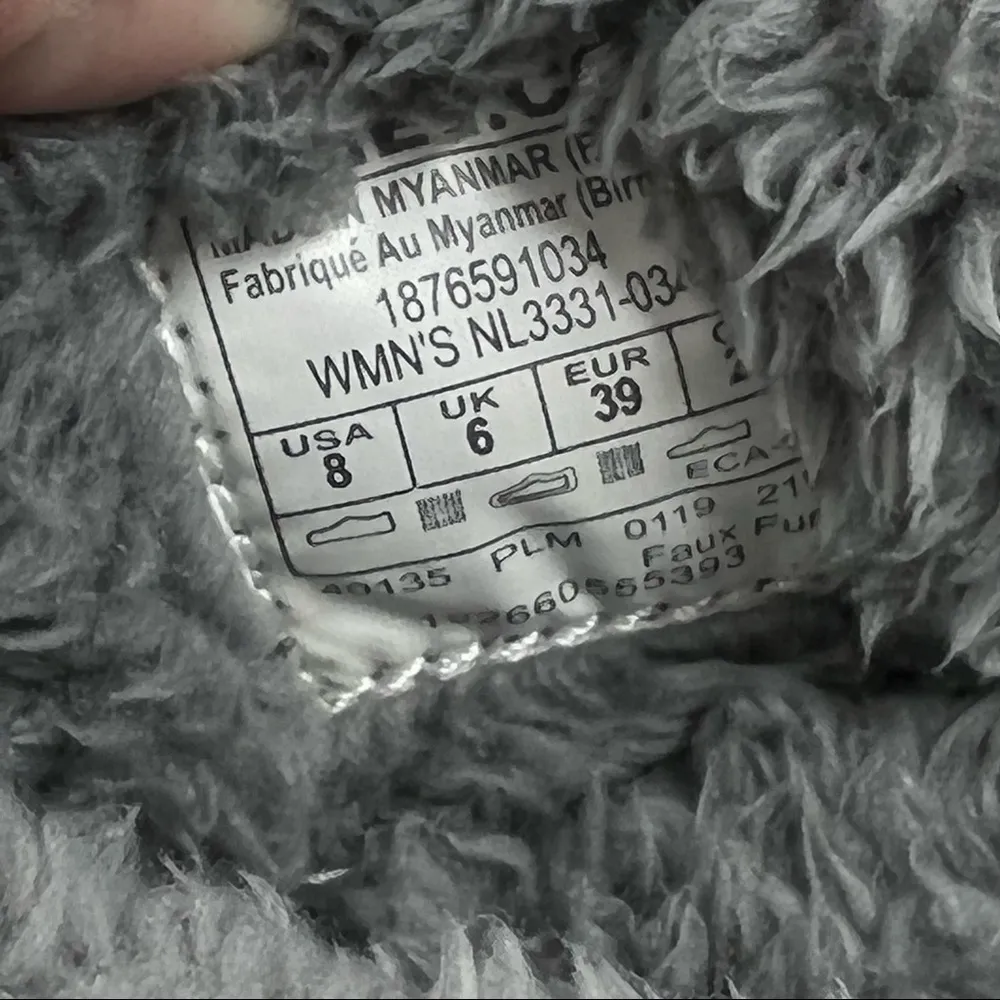 MYANMAR
Fabriqué Au Myanmar
1876591034
WMN'S NL3331-034
USA UK EUR
8 6 39
PLM 0119
Faux Fur